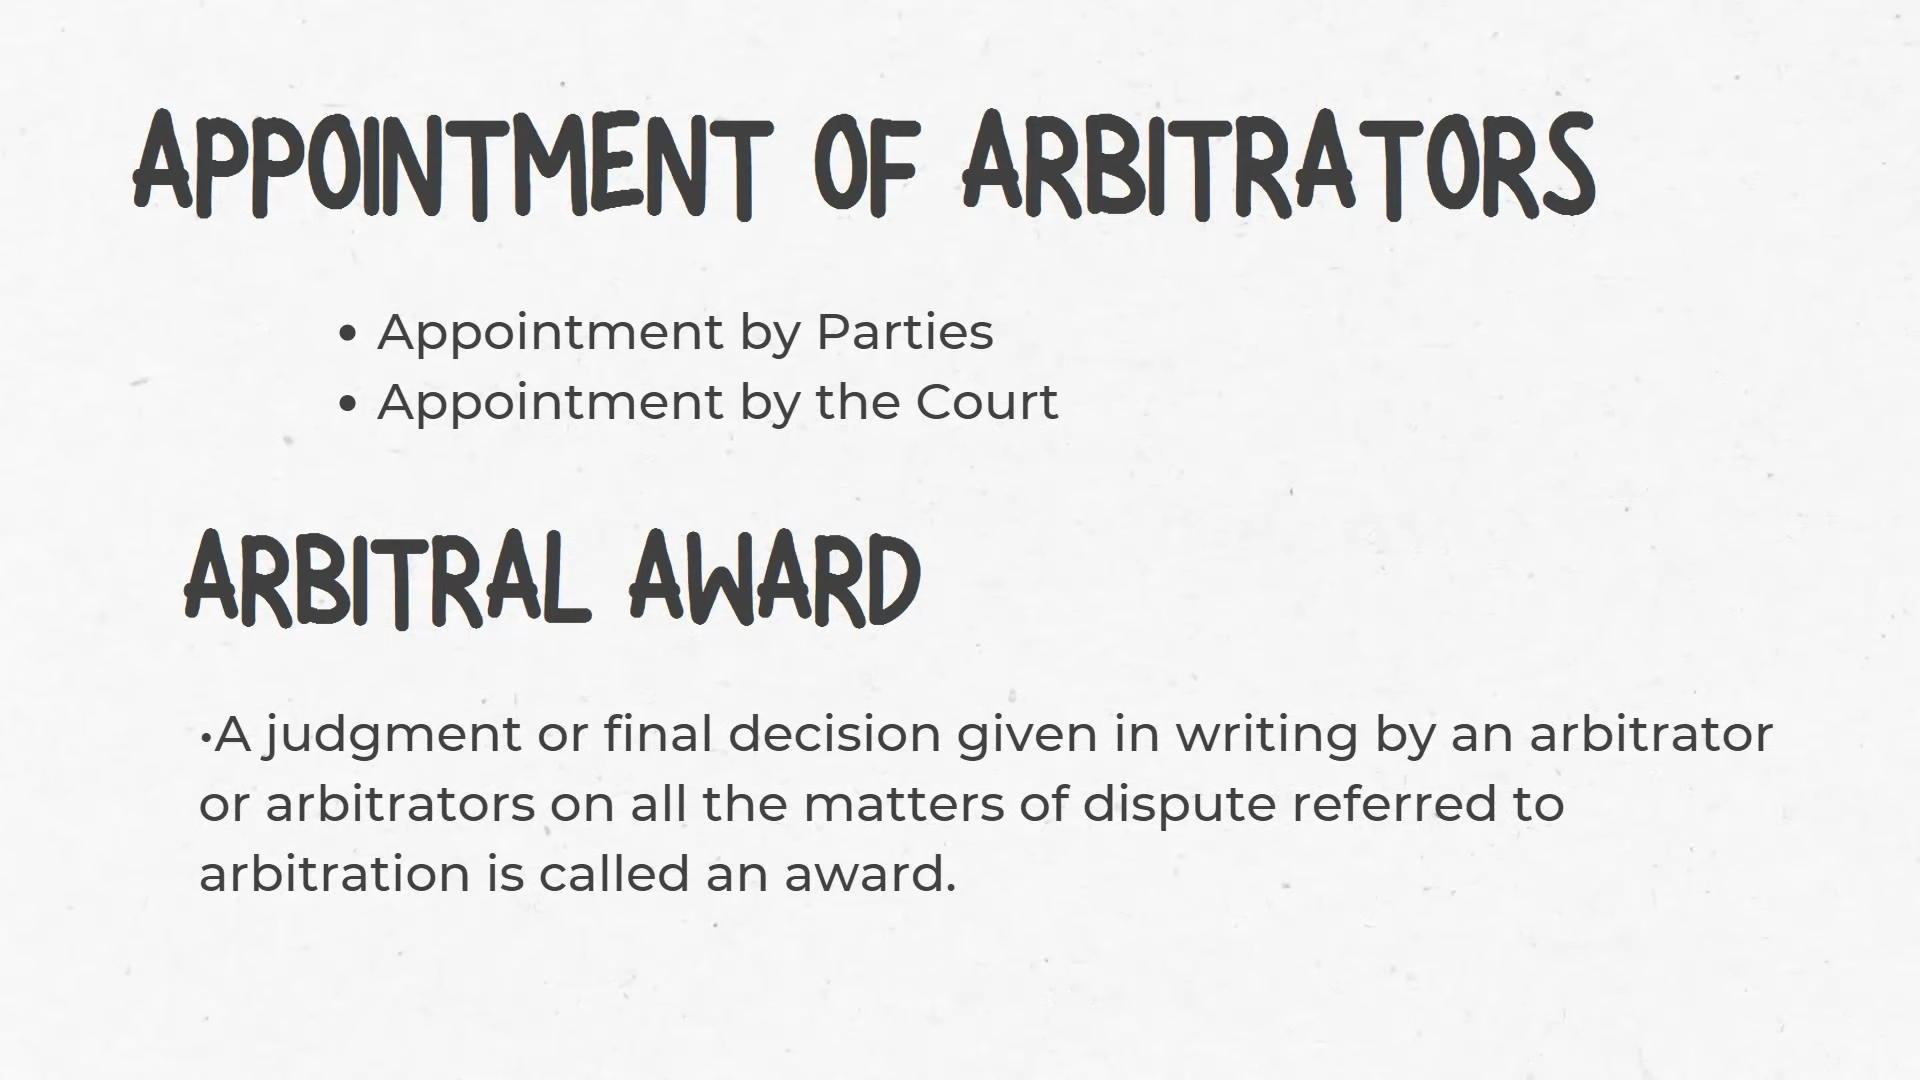 APPOINTMENT OF ARBITRATORS
• Appointment by Parties
• Appointment by the Court
ARBITRAL AWARD
•A judgment or final decision given in writing by an arbitrator
or arbitrators on all the matters of dispute referred to
arbitration is called an award.